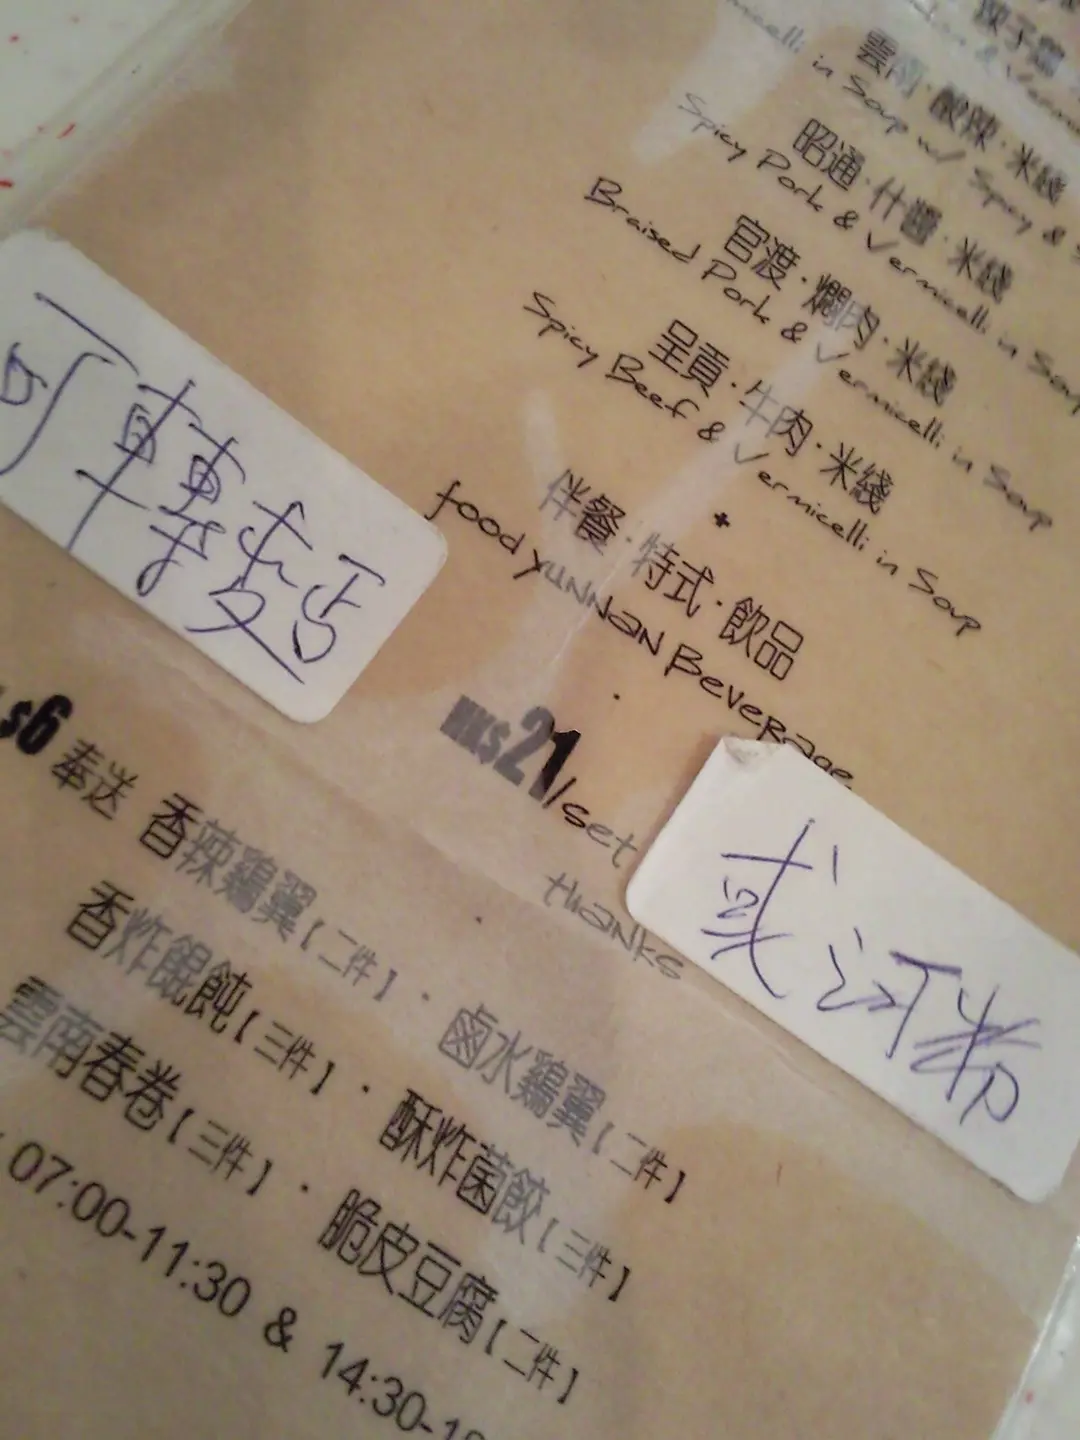 雲南·酸辣·米綫
in Soup w/ Spicy &
昭通·什醬·米綫
Spicy Pork & Vermicelli in Soup
官渡·燜肉·米綫
Braised Pork & Vermicelli in Soup
呈貢·牛肉·米綫
Spicy Beef & Vermicelli in Soup
+
伴餐·特式·飲品
food YUNNAN Beverage
可轉麵
HK$21/set
thanks
或河粉
$6 奉送 香辣鷄翼【二件】·鹵水鷄翼【二件】
香炸餛飩【三件】·酥炸菌餃【三件】
雲南春卷【三件】·脆皮豆腐【二件】
07:00-11:30 & 14:30-